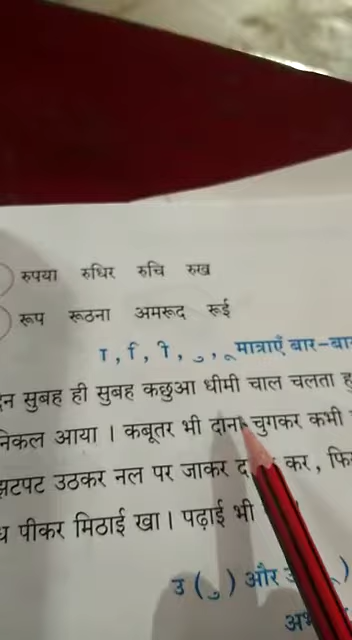 रुपया रुधिर रुचि रुख
रूप रूठना अमरूद रूई
ा, ि, ी, ु, ू मात्राएँ बार-बार
सुबह ही सुबह कछुआ धीमी चाल चलता
निकल आया । कबूतर भी दाना चुगकर कभी
झटपट उठकर नल पर जाकर कर, फिर
पीकर मिठाई खा । पढ़ाई भी
उ ( ु ) और